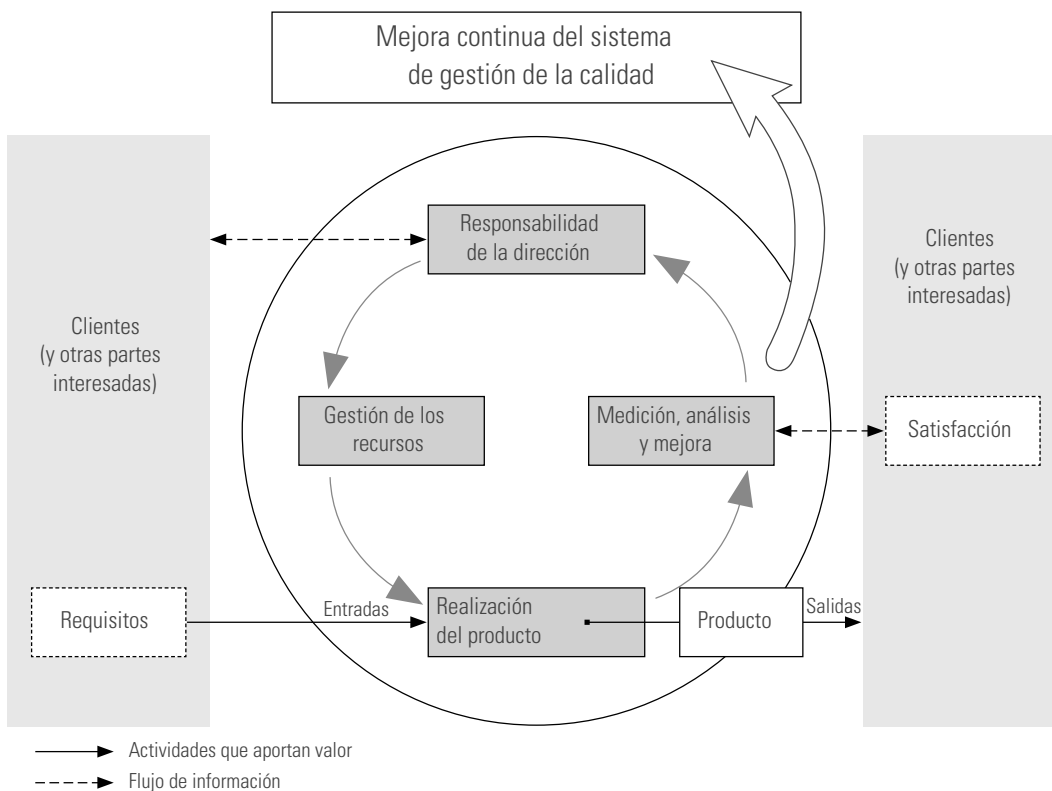 Mejora continua del sistema
de gestión de la calidad
Responsabilidad
de la dirección
Clientes
(y otras partes
interesadas)
Clientes
(y otras partes
interesadas)
Gestión de los
recursos
Medición, análisis
y mejora
Satisfacción
Requisitos
Entradas
Realización
del producto
Producto
Salidas
Actividades que aportan valor
Flujo de información